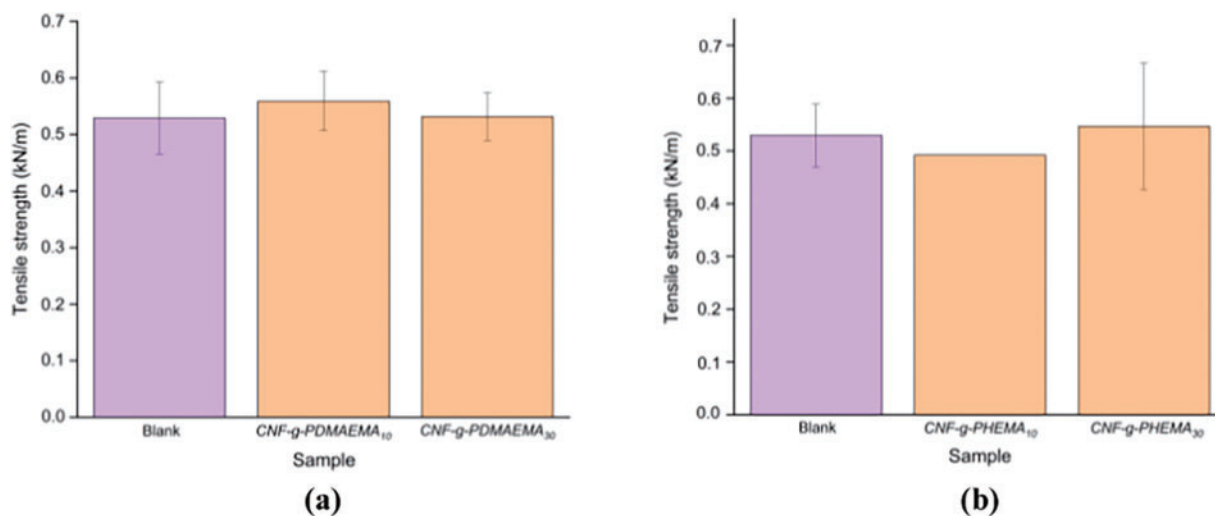 0.7
0.6
0.5
0.4
0.3
0.2
0.1
0.0
Tensile strength (kN/m)
Blank
CNF-g-PDMAEMA10
CNF-g-PDMAEMA30
Sample
(a)
0.7
0.6
0.5
0.4
0.3
0.2
0.1
0.0
Tensile strength (kN/m)
Blank
CNF-g-PHEMA10
CNF-g-PHEMA30
Sample
(b)